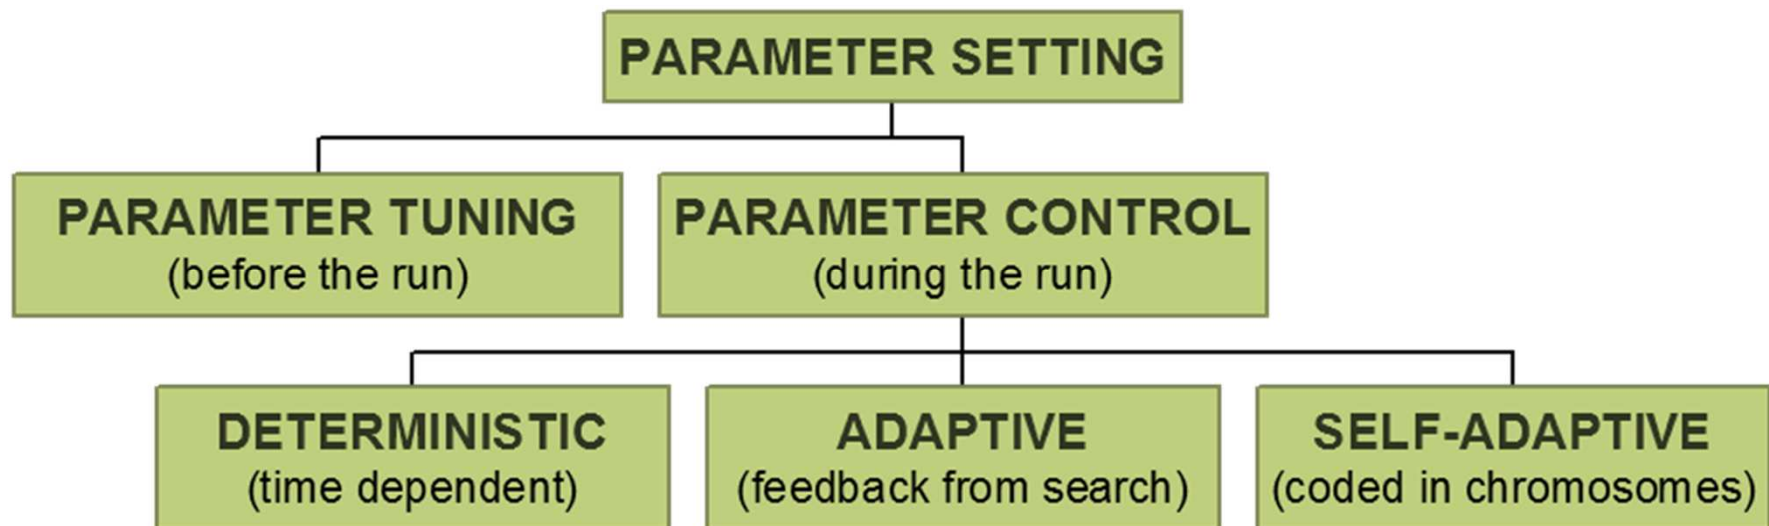 PARAMETER SETTING
PARAMETER TUNING
(before the run)
PARAMETER CONTROL
(during the run)
DETERMINISTIC
(time dependent)
ADAPTIVE
(feedback from search)
SELF-ADAPTIVE
(coded in chromosomes)